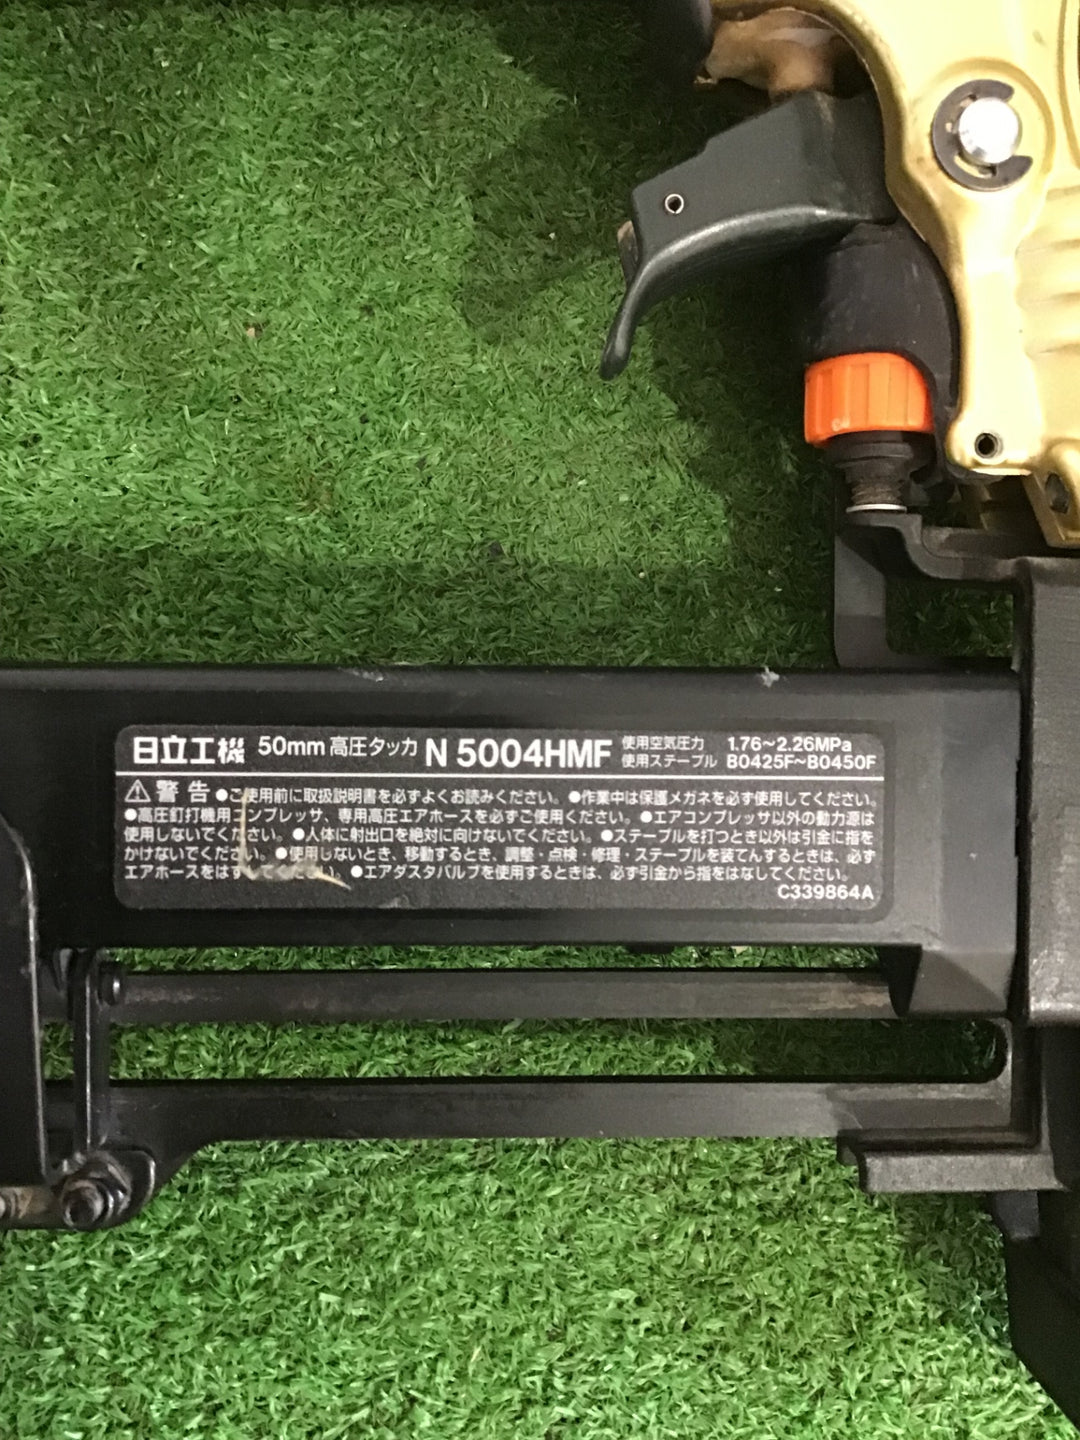 日立工機 50mm 高圧タッカ N 5004HMF 使用空気圧力 1.76〜2.26MPa
使用ステープル B0425F〜B0450F
⚠警告 ●ご使用前に取扱説明書を必ずよくお読みください。●作業中は保護メガネを必ず使用してください。
●高圧釘打機用コンプレッサ、専用高圧エアホースを必ずご使用ください。●エアコンプレッサ以外の動力源は
使用しないでください。●人体に射出口を絶対に向けないでください。●ステープルを打つとき以外は引金に指を
かけないでください。●使用しないとき、移動するとき、調整・点検・修理・ステープルを装てんするときは、必ず
エアホースをはずしてください。●エアダスタバルブを使用するときは、必ず引金から指をはなしてください。
C339864A